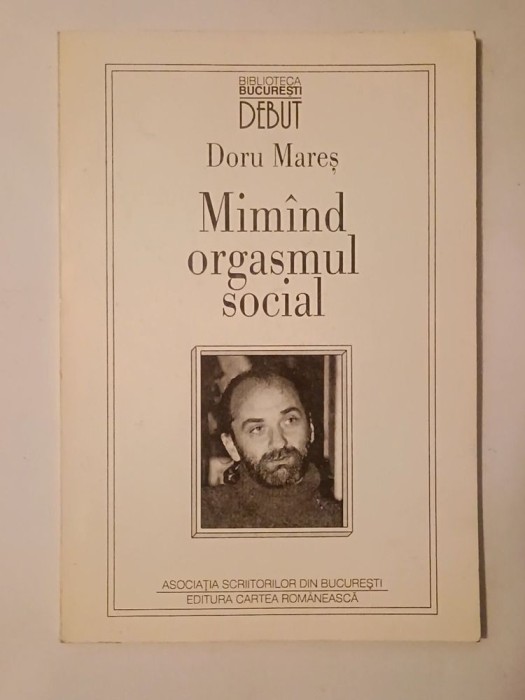 BIBLIOTECA
BUCUREȘTI
DEBUT
Doru Mareș
Mimînd
orgasmul
social
ASOCIAȚIA SCRIITORILOR DIN BUCUREȘTI
EDITURA CARTEA ROMÂNEASCĂ